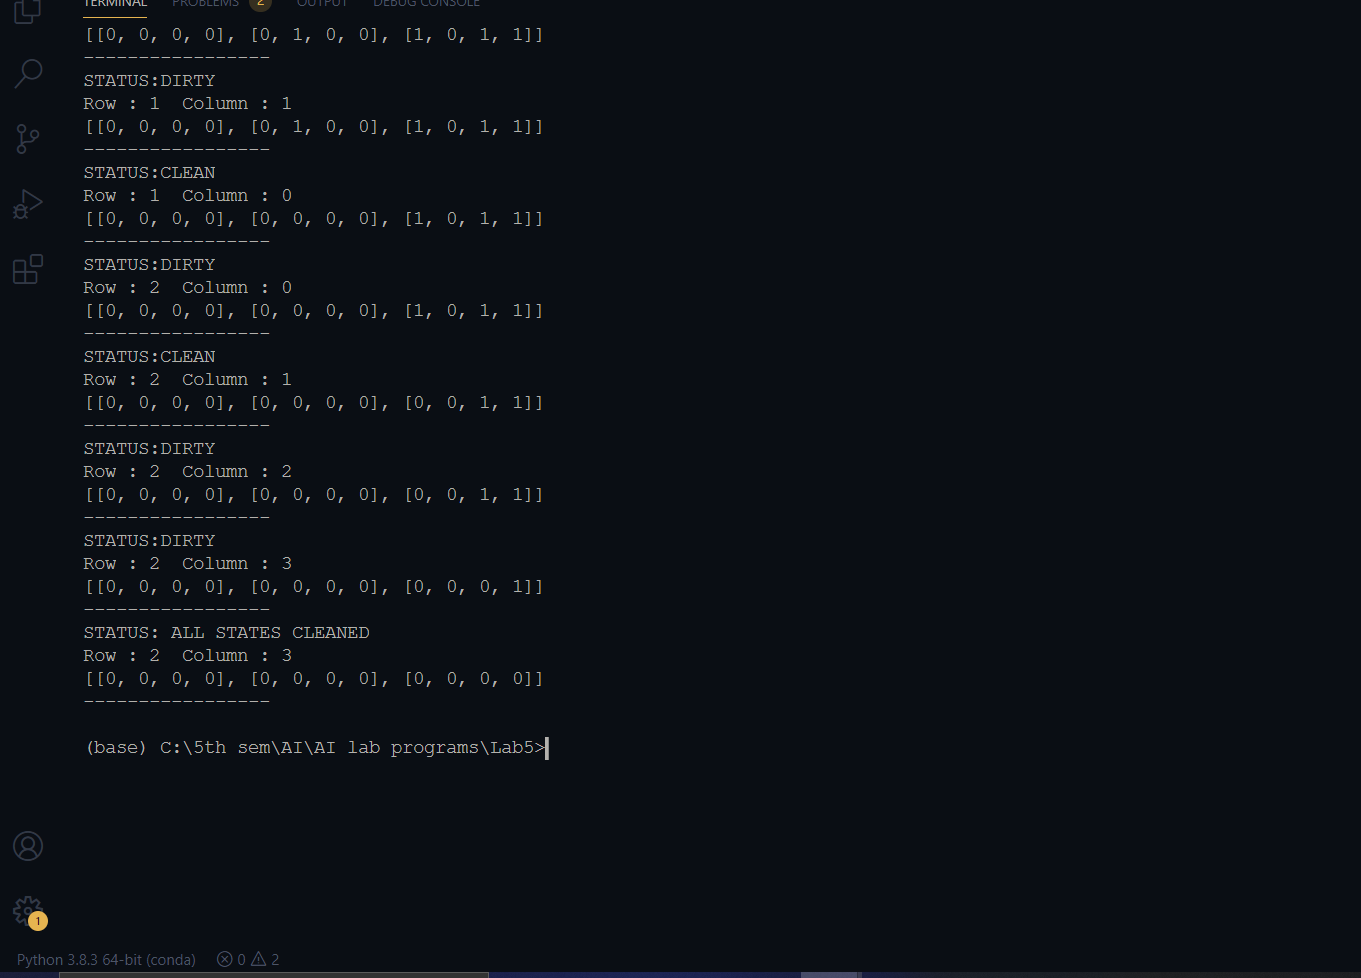 TERMINAL PROBLEMS 2 OUTPUT DEBUG CONSOLE
[[0, 0, 0, 0], [0, 1, 0, 0], [1, 0, 1, 1]]
-----------------
STATUS:DIRTY
Row : 1  Column : 1
[[0, 0, 0, 0], [0, 1, 0, 0], [1, 0, 1, 1]]
-----------------
STATUS:CLEAN
Row : 1  Column : 0
[[0, 0, 0, 0], [0, 0, 0, 0], [1, 0, 1, 1]]
-----------------
STATUS:DIRTY
Row : 2  Column : 0
[[0, 0, 0, 0], [0, 0, 0, 0], [1, 0, 1, 1]]
-----------------
STATUS:CLEAN
Row : 2  Column : 1
[[0, 0, 0, 0], [0, 0, 0, 0], [0, 0, 1, 1]]
-----------------
STATUS:DIRTY
Row : 2  Column : 2
[[0, 0, 0, 0], [0, 0, 0, 0], [0, 0, 1, 1]]
-----------------
STATUS:DIRTY
Row : 2  Column : 3
[[0, 0, 0, 0], [0, 0, 0, 0], [0, 0, 0, 1]]
-----------------
STATUS: ALL STATES CLEANED
Row : 2  Column : 3
[[0, 0, 0, 0], [0, 0, 0, 0], [0, 0, 0, 0]]
-----------------
(base) C:\5th sem\AI\AI lab programs\Lab5>
1
Python 3.8.3 64-bit (conda) 0 2